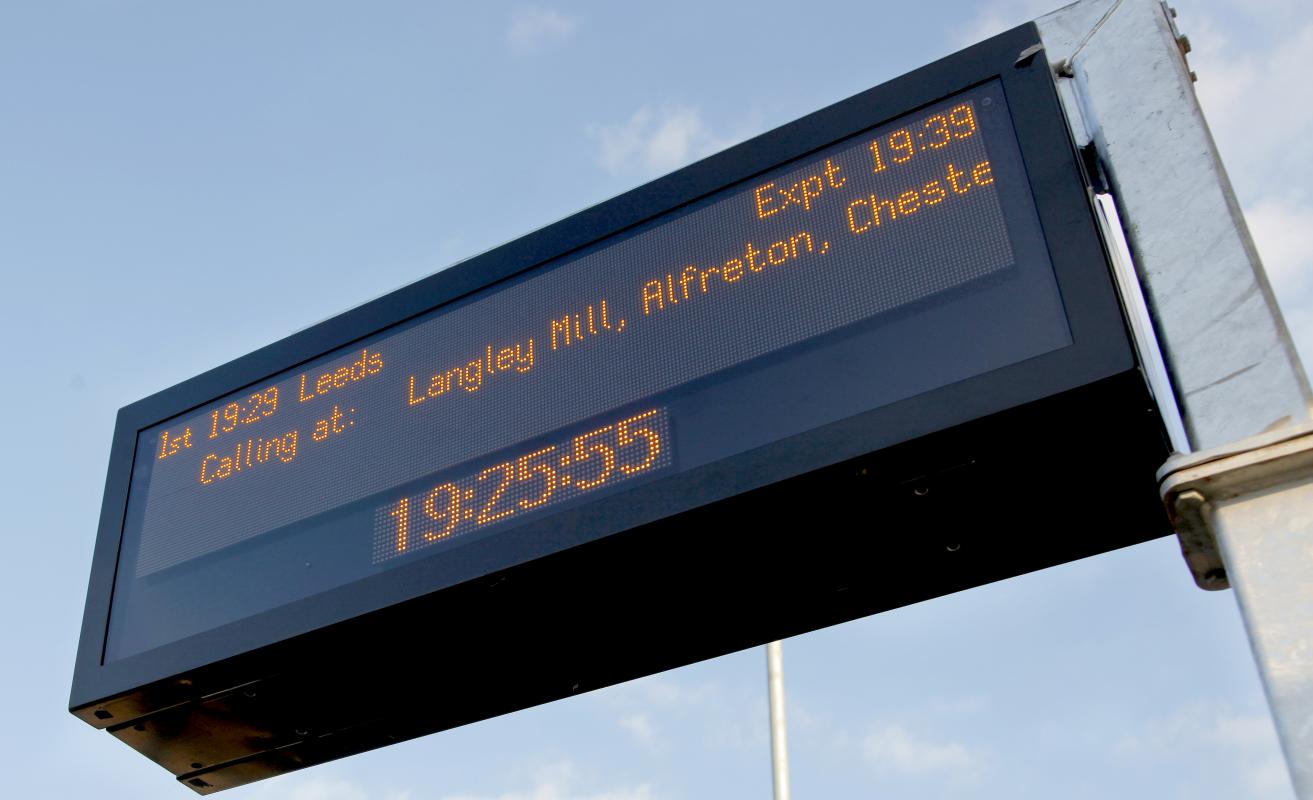 1st 19:29 Leeds Expt 19:39
Calling at: Langley Mill, Alfreton, Cheste
19:25:55